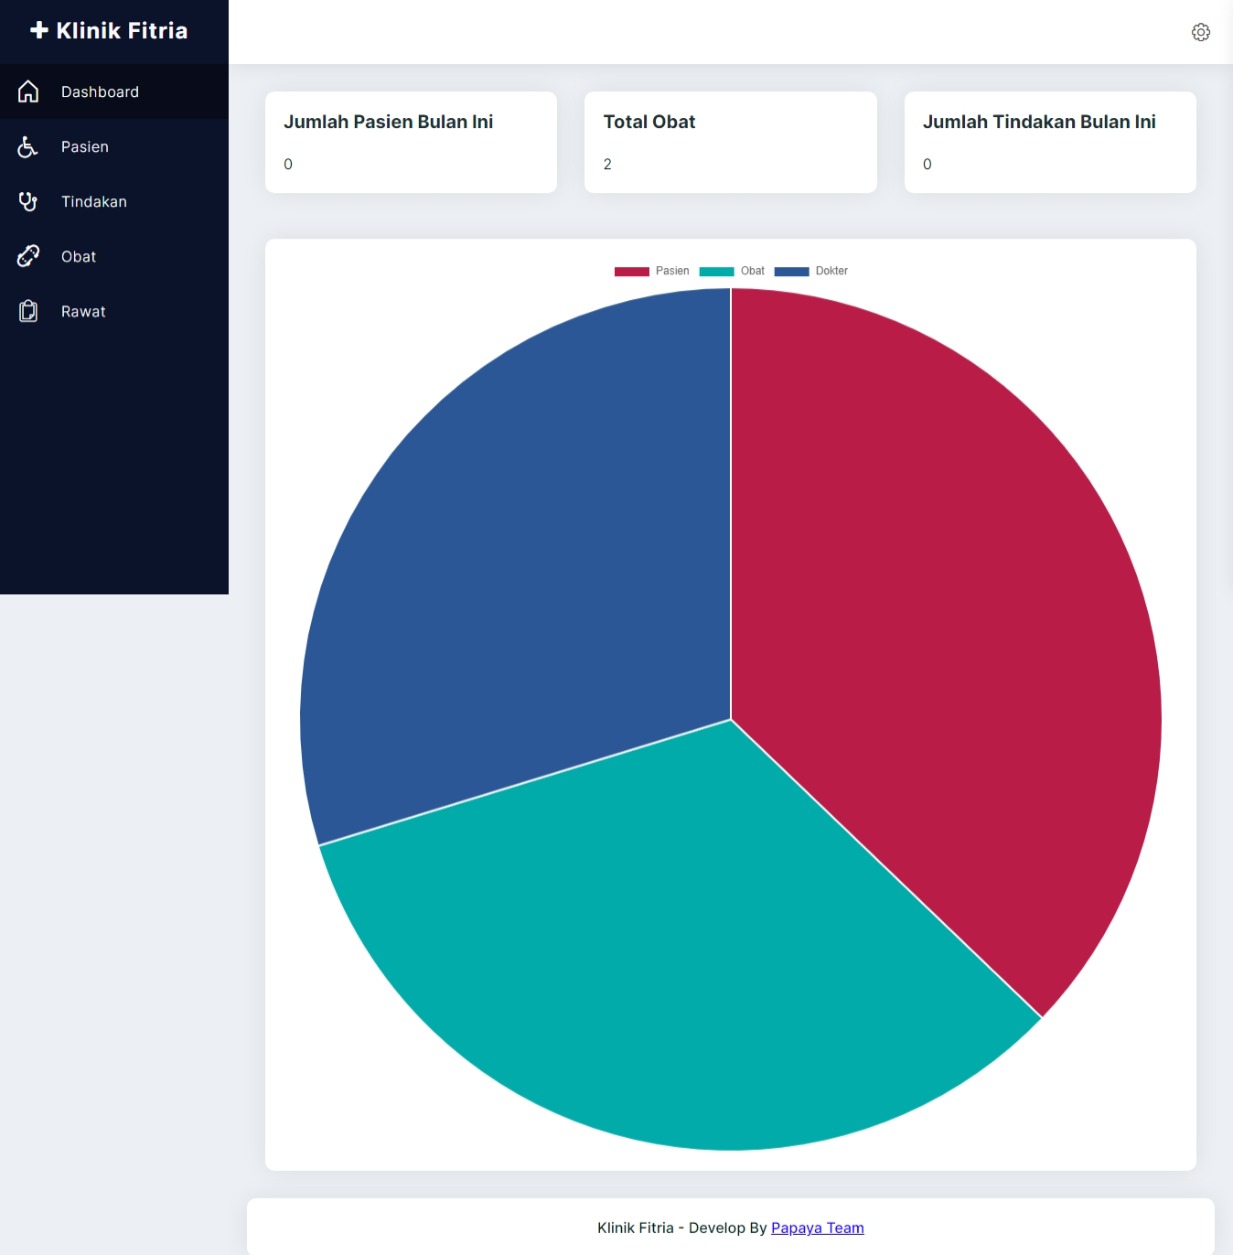 Klinik Fitria
Dashboard
Pasien
Tindakan
Obat
Rawat
Jumlah Pasien Bulan Ini
0
Total Obat
2
Jumlah Tindakan Bulan Ini
0
Pasien Obat Dokter
Klinik Fitria - Develop By Papaya Team